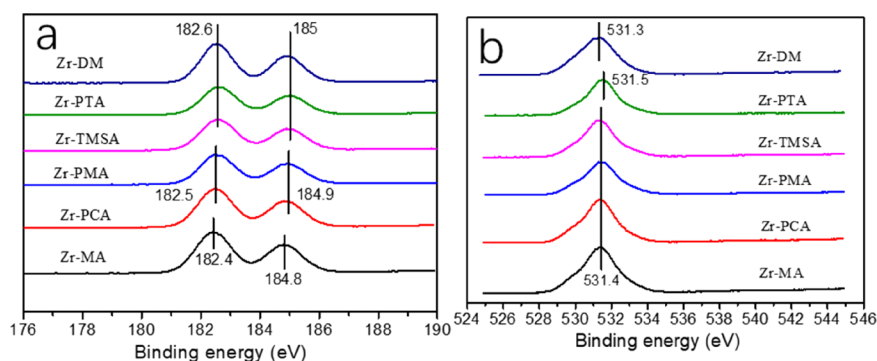 a
182.6
185
Zr-DM
Zr-PTA
Zr-TMSA
Zr-PMA
182.5
184.9
Zr-PCA
Zr-MA
182.4
184.8
176 178 180 182 184 186 188 190
Binding energy (eV)
b
531.3
Zr-DM
531.5
Zr-PTA
Zr-TMSA
Zr-PMA
Zr-PCA
Zr-MA
531.4
524 526 528 530 532 534 536 538 540 542 544 546
Binding energy (eV)